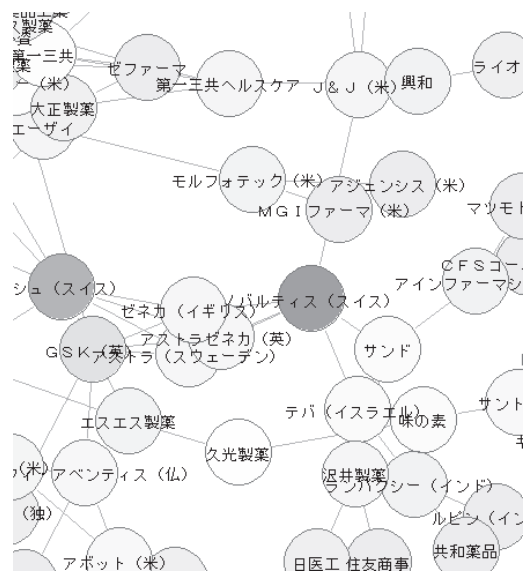 製薬
第一三共
ゼファーマ
第一三共ヘルスケア
J＆J（米）
興和
ライオ
大正製薬
エーザイ
モルフォテック（米）
アジェンシス（米）
MGIファーマ（米）
マツモト
CFSコー
アインファーマシ
シュ（スイス）
ゼネカ（イギリス）
ノバルティス（スイス）
アストラゼネカ（英）
GSK（英）
アストラ（スウェーデン）
サンド
テバ（イスラエル）
味の素
サント
エスエス製薬
久光製薬
（米）
アベンティス（仏）
沢井製薬
ランバクシー（インド）
（独）
ルピン（イン
共和薬品
アボット（米）
日医工
住友商事